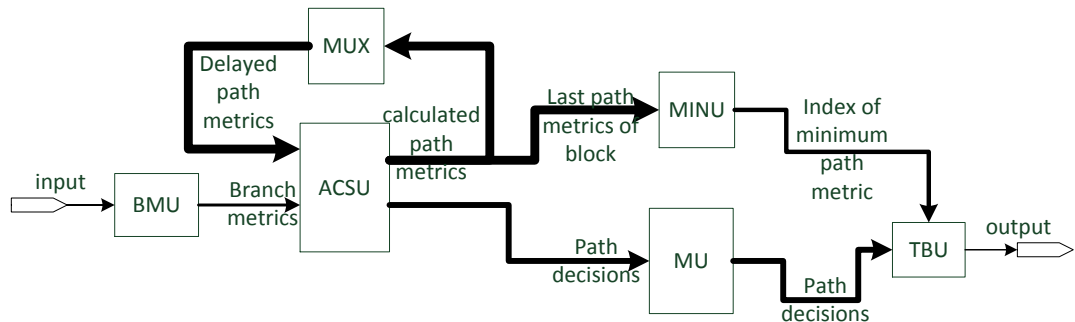 MUX
Delayed
path
metrics
calculated
path
metrics
Last path
metrics of
block
MINU
Index of
minimum
path
metric
input
BMU
Branch
metrics
ACSU
Path
decisions
MU
Path
decisions
TBU
output